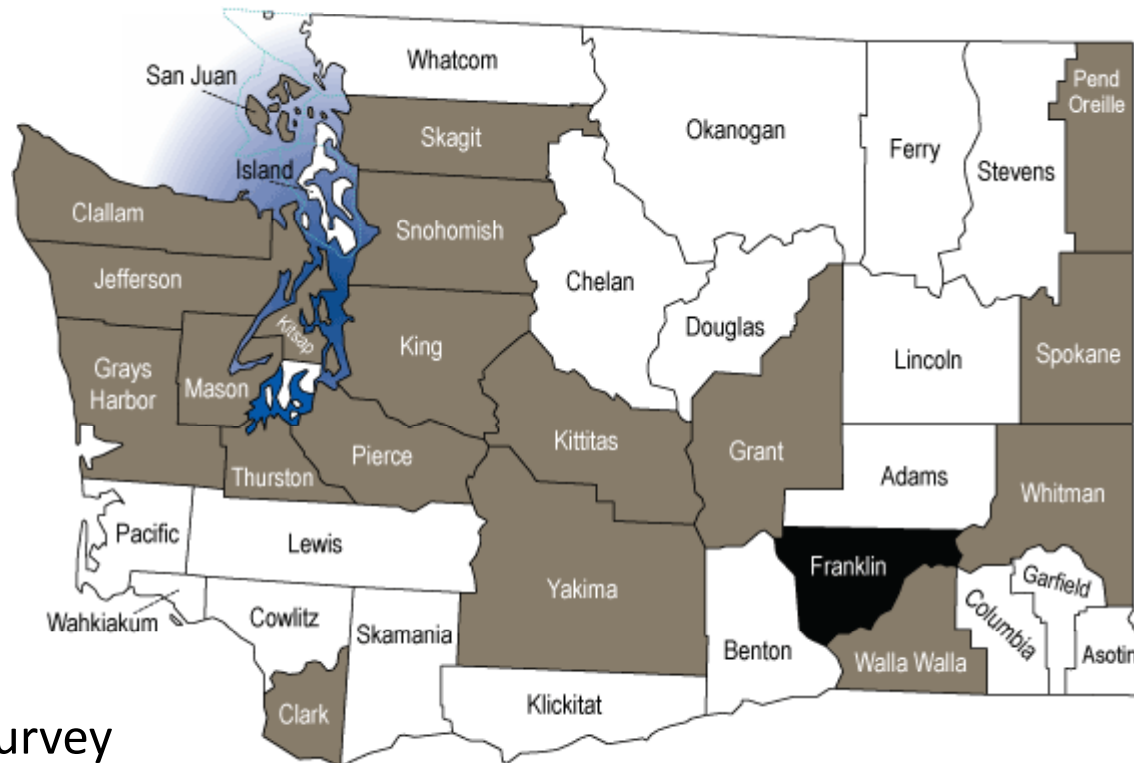 Whatcom
San Juan
Pend
Oreille
Skagit
Okanogan
Ferry
Stevens
Island
Clallam
Snohomish
Jefferson
Chelan
Kitsap
Douglas
King
Lincoln
Spokane
Grays
Harbor
Mason
Kittitas
Grant
Pierce
Thurston
Adams
Whitman
Pacific
Lewis
Franklin
Yakima
Garfield
Wahkiakum
Cowlitz
Skamania
Columbia
Benton
Walla Walla
Asotin
Klickitat
Clark
urvey